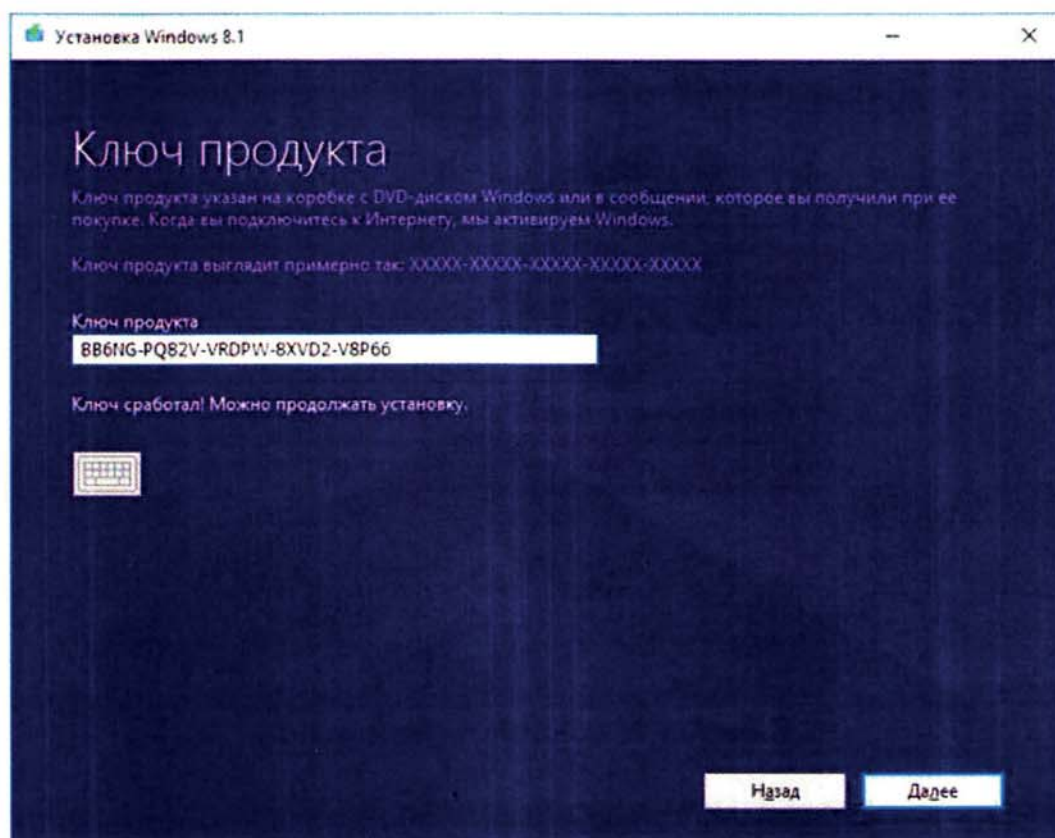 Установка Windows 8.1
Ключ продукта
Ключ продукта указан на коробке с DVD-диском Windows или в сообщении, которое вы получили при ее
покупке. Когда вы подключитесь к Интернету, мы активируем Windows.
Ключ продукта выглядит примерно так: XXXXX-XXXXX-XXXXX-XXXXX-XXXXX
Ключ продукта
BB6NG-PQ82V-VRDPW-8XVD2-V8P66
Ключ сработал! Можно продолжать установку.
Назад
Далее